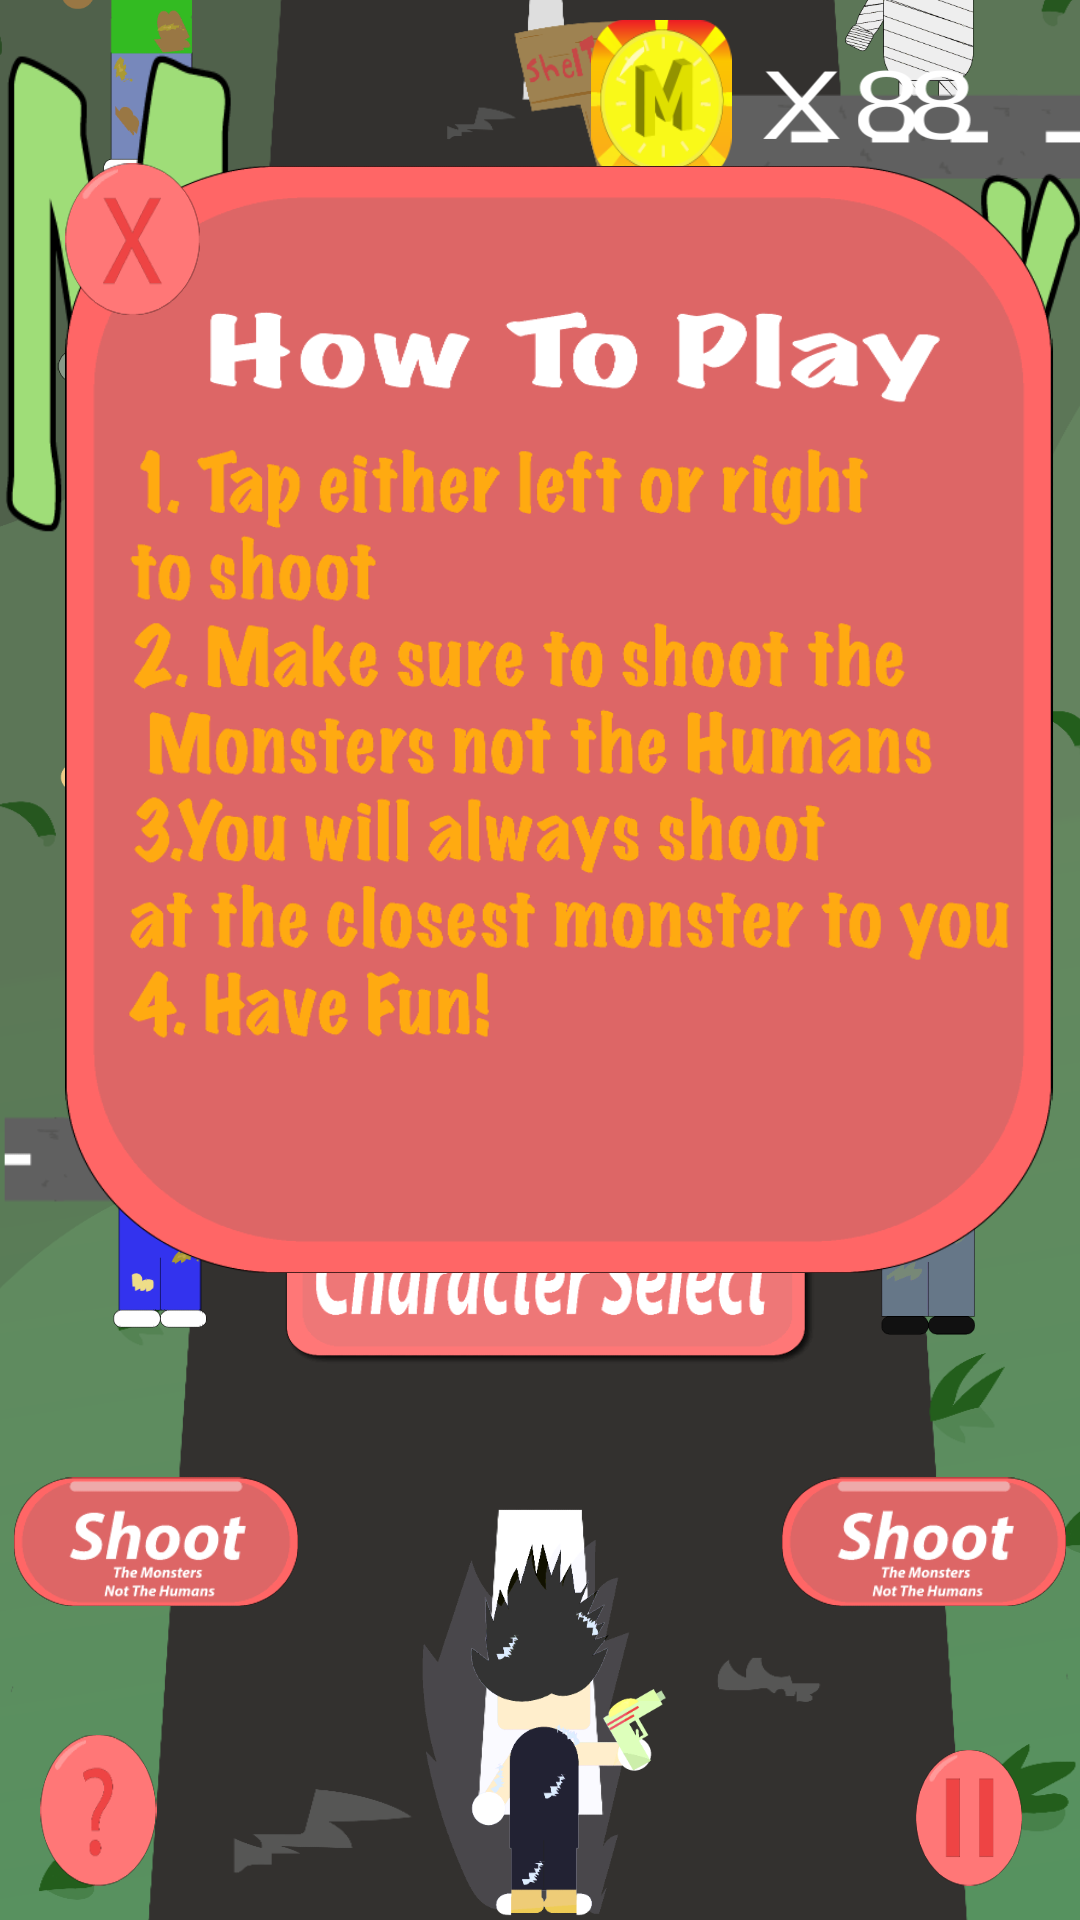 Shel
M X 88
X
How To Play
1. Tap either left or right
to shoot
2. Make sure to shoot the
Monsters not the Humans
3.You will always shoot
at the closest monster to you
4. Have Fun!
Character Select
Shoot
The Monsters
Not The Humans
Shoot
The Monsters
Not The Humans
?